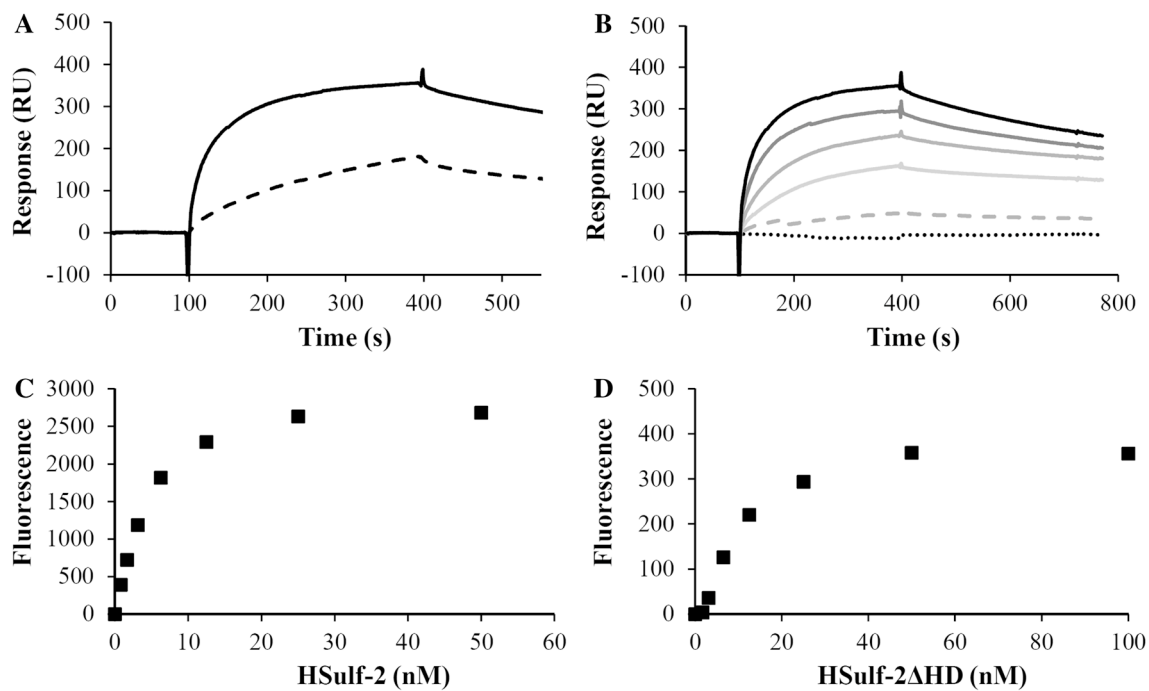 A
500
400
300
200
100
0
-100
Response (RU)
0 100 200 300 400 500
Time (s)
B
500
400
300
200
100
0
-100
Response (RU)
0 200 400 600 800
Time (s)
C
3000
2500
2000
1500
1000
500
0
Fluorescence
0 10 20 30 40 50 60
HSulf-2 (nM)
D
500
400
300
200
100
0
Fluorescence
0 20 40 60 80 100
HSulf-2ΔHD (nM)